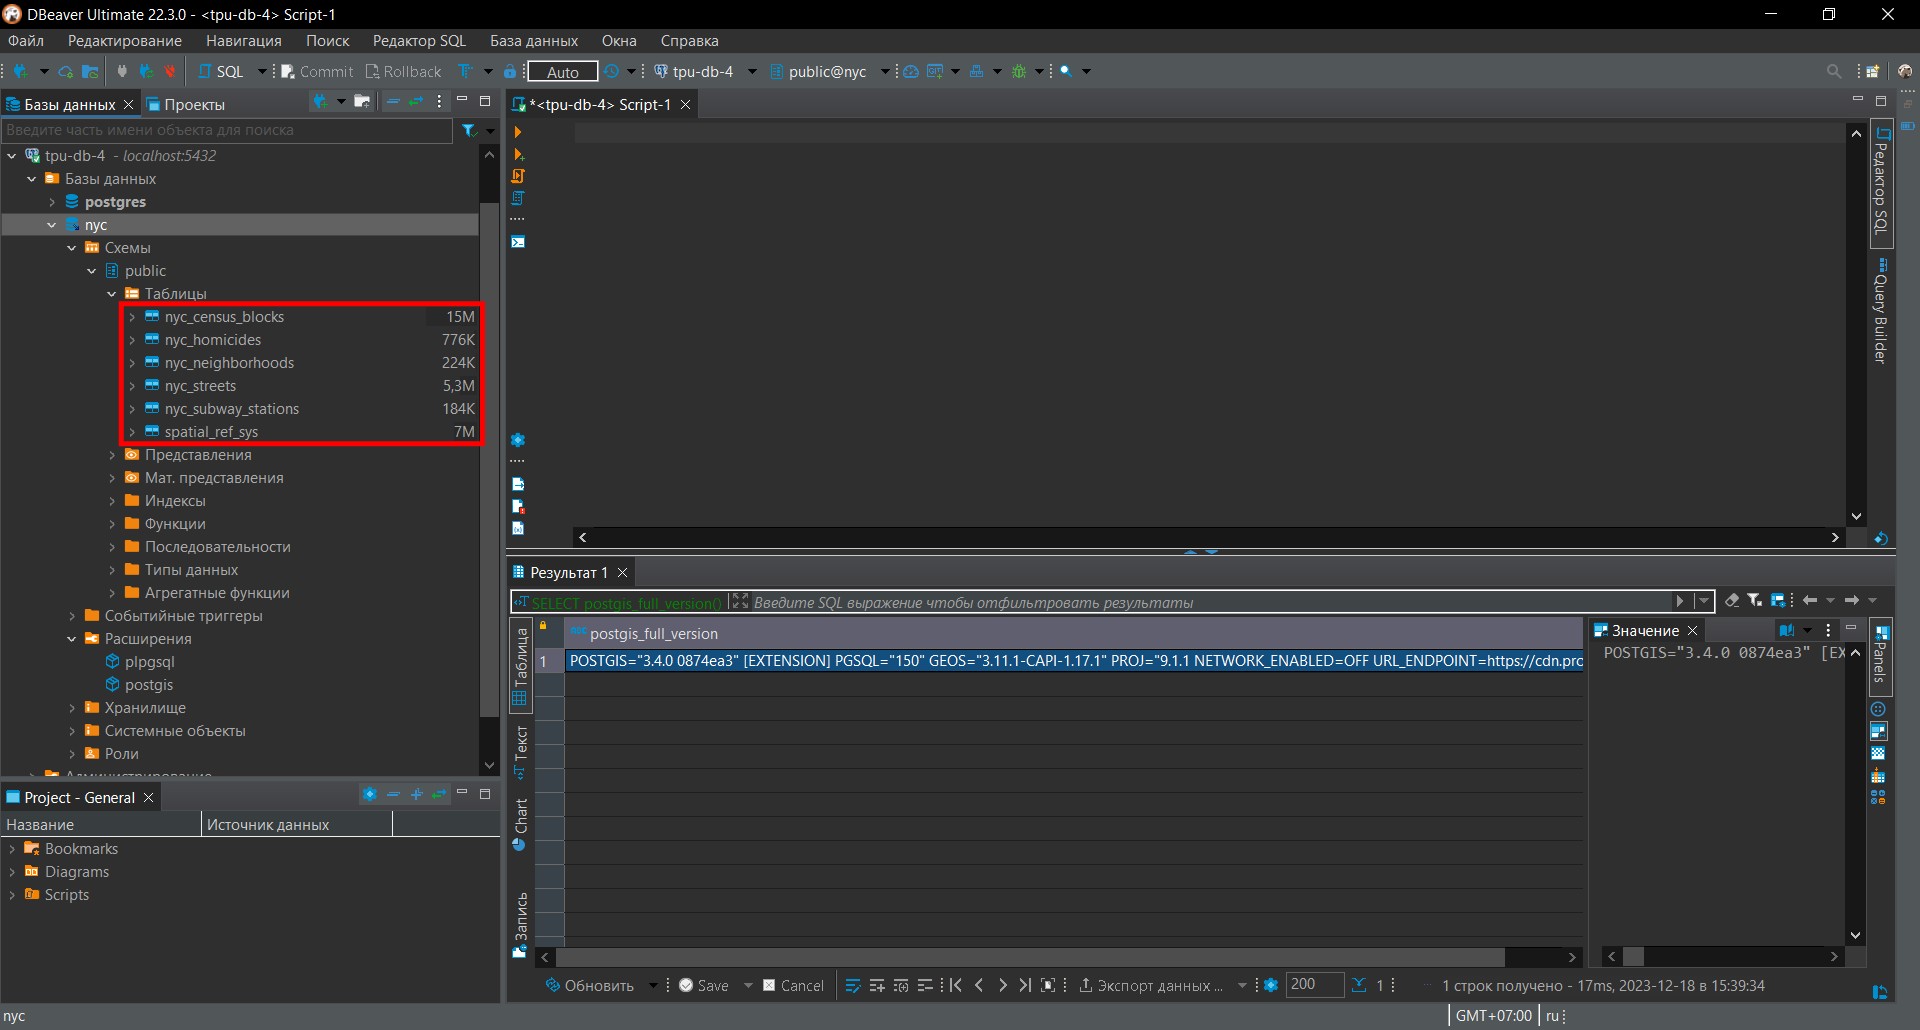 DBeaver Ultimate 22.3.0 - <tpu-db-4> Script-1
Файл Редактирование Навигация Поиск Редактор SQL База данных Окна Справка
SQL Commit Rollback Auto tpu-db-4 public@nyc
Базы данных Проекты
Введите часть имени объекта для поиска
tpu-db-4 - localhost:5432
Базы данных
postgres
nyc
Схемы
public
Таблицы
nyc_census_blocks 15M
nyc_homicides 776K
nyc_neighborhoods 224K
nyc_streets 5,3M
nyc_subway_stations 184K
spatial_ref_sys 7M
Представления
Мат. представления
Индексы
Функции
Последовательности
Типы данных
Агрегатные функции
Событийные триггеры
Расширения
plpgsql
postgis
Хранилище
Системные объекты
Роли
Администрирование
Project - General
Название Источник данных
Bookmarks
Diagrams
Scripts
*<tpu-db-4> Script-1
Редактор SQL
Query Builder
Результат 1
SELECT postgis_full_version() Введите SQL выражение чтобы отфильтровать результаты
Таблица
Текст
Chart
Запись
postgis_full_version
1 POSTGIS="3.4.0 0874ea3" [EXTENSION] PGSQL="150" GEOS="3.11.1-CAPI-1.17.1" PROJ="9.1.1 NETWORK_ENABLED=OFF URL_ENDPOINT=https://cdn.pro
Значение
POSTGIS="3.4.0 0874ea3" [EX
Panels
Обновить Save Cancel Экспорт данных ... 200 1 1 строк получено - 17ms, 2023-12-18 в 15:39:34
nyc GMT+07:00 ru